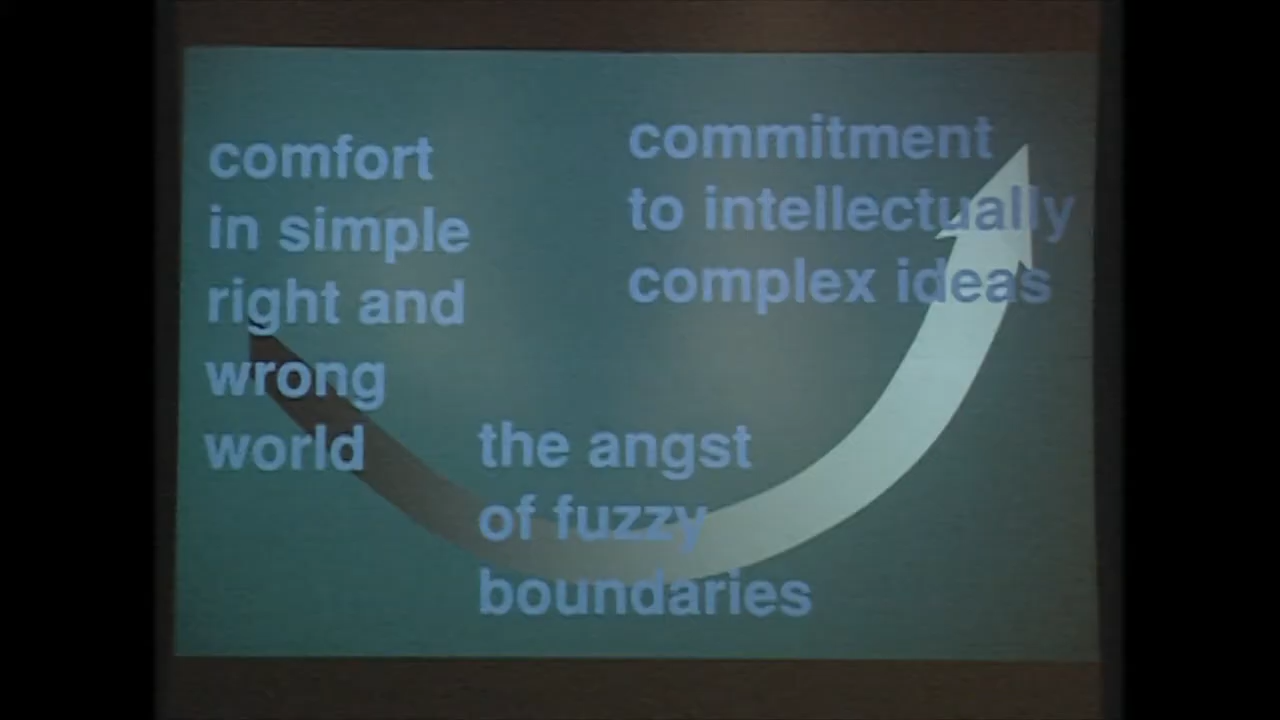 comfort
in simple
right and
wrong
world
the angst
of fuzzy
boundaries
commitment
to intellectually
complex ideas